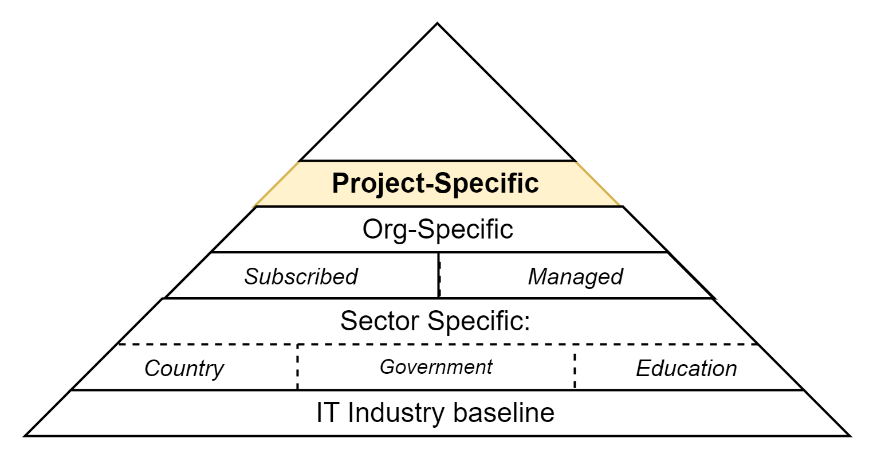 Project-Specific
Org-Specific
Subscribed Managed
Sector Specific:
Country Government Education
IT Industry baseline